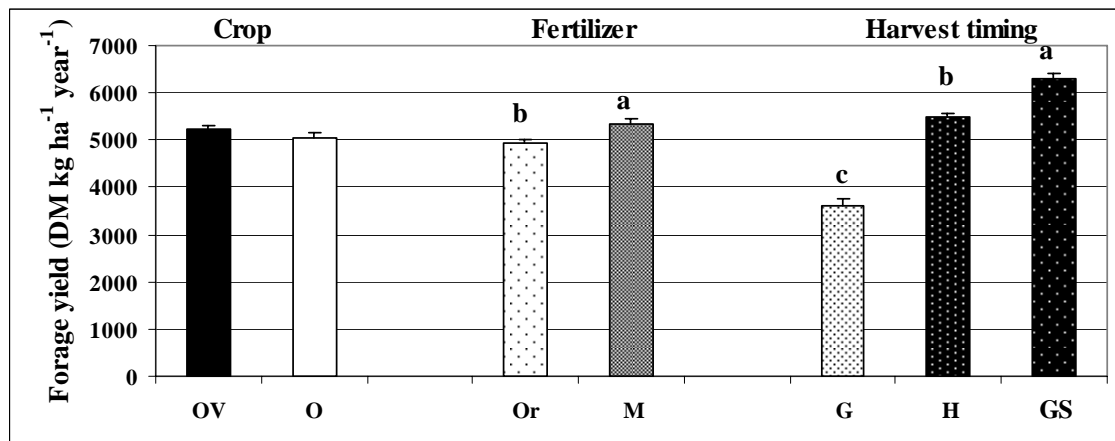 Crop Fertilizer Harvest timing
Forage yield (DM kg ha⁻¹ year⁻¹)
7000
6000
5000
4000
3000
2000
1000
0
b a c b a
OV O Or M G H GS